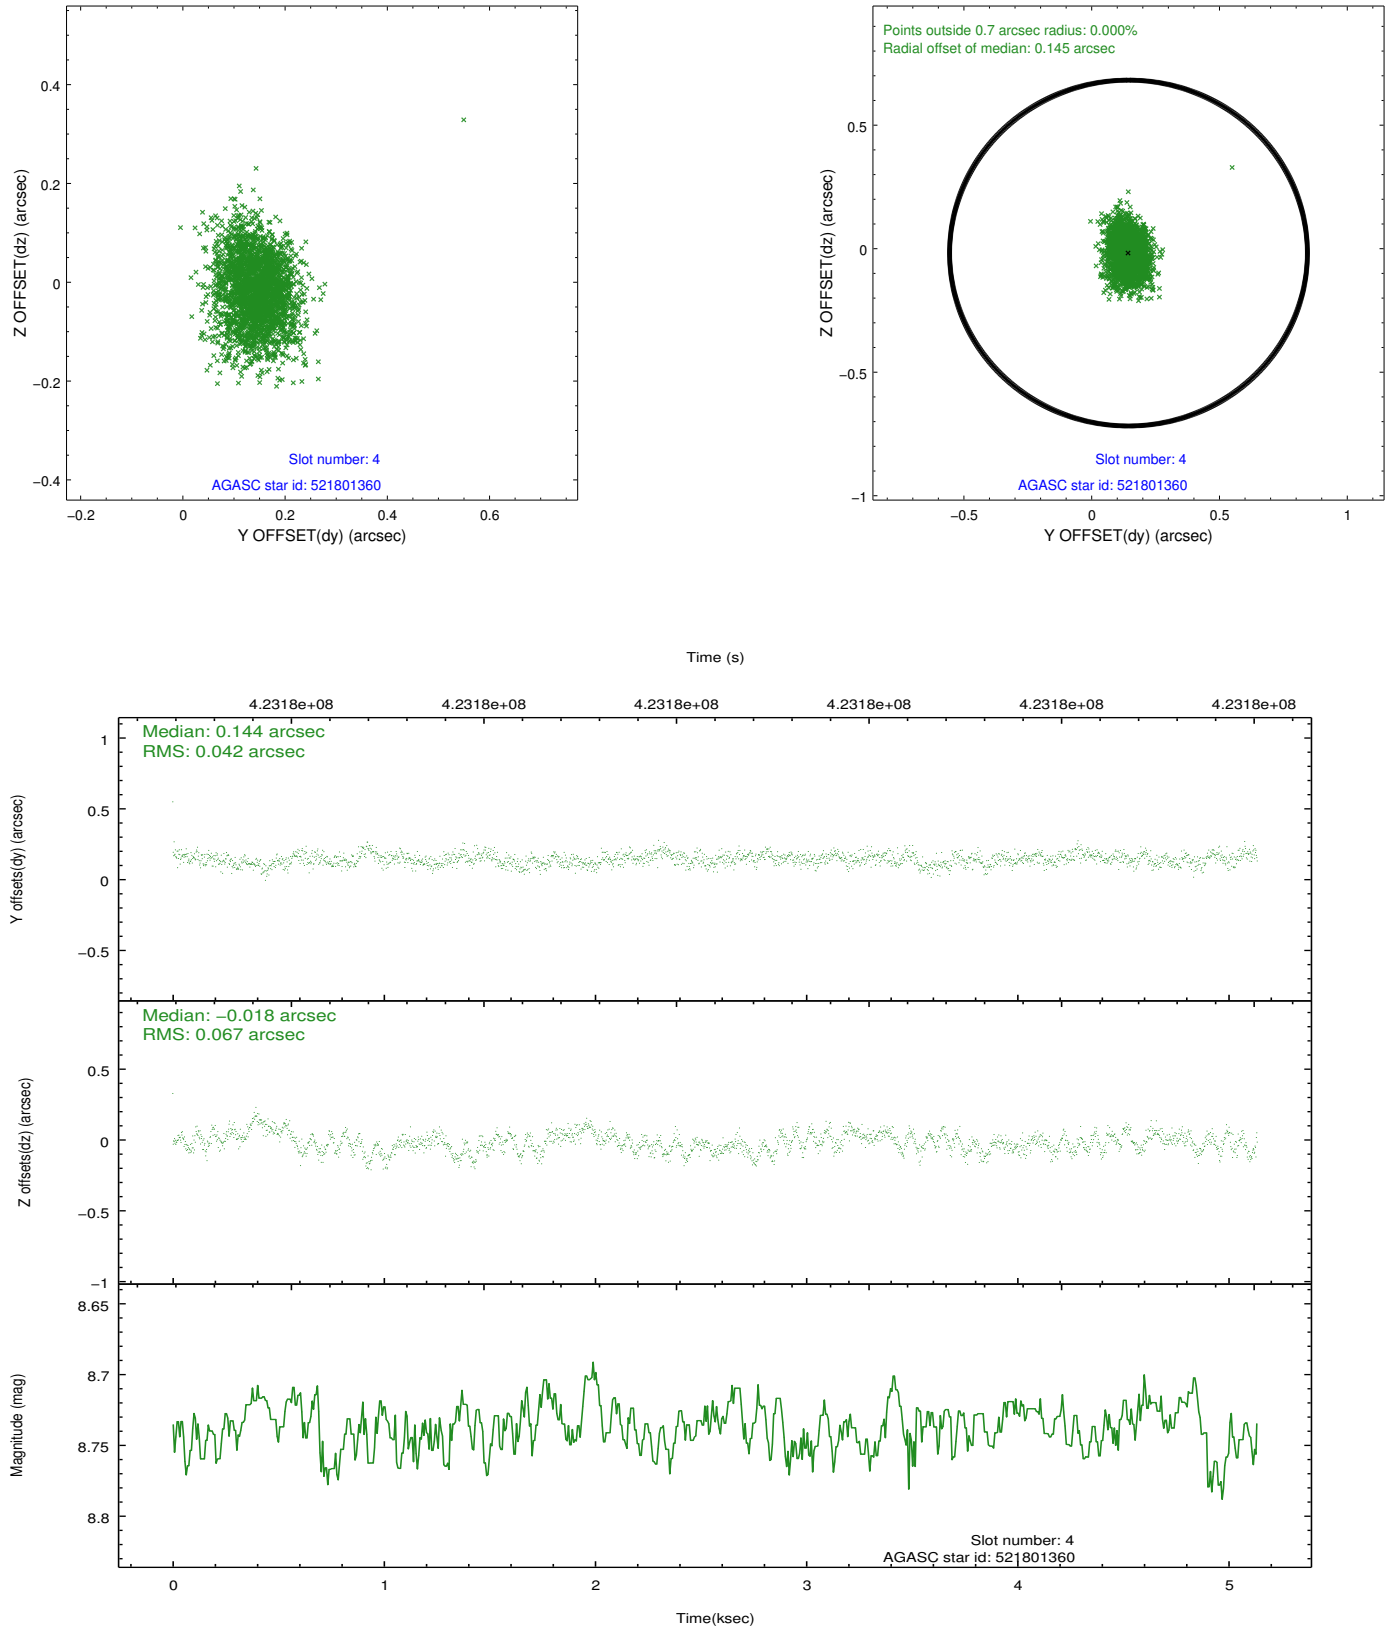 0.4
0.2
0
−0.2
−0.4
Z OFFSET(dz) (arcsec)
Slot number: 4
AGASC star id: 521801360
−0.2 0 0.2 0.4 0.6
Y OFFSET(dy) (arcsec)
Points outside 0.7 arcsec radius: 0.000%
Radial offset of median: 0.145 arcsec
0.5
0
−0.5
−1
Z OFFSET(dz) (arcsec)
Slot number: 4
AGASC star id: 521801360
−0.5 0 0.5 1
Y OFFSET(dy) (arcsec)
Time (s)
4.2318e+08 4.2318e+08 4.2318e+08 4.2318e+08 4.2318e+08 4.2318e+08
Median: 0.144 arcsec
RMS: 0.042 arcsec
1
0.5
0
−0.5
Y offsets(dy) (arcsec)
Median: −0.018 arcsec
RMS: 0.067 arcsec
0.5
0
−0.5
−1
Z offsets(dz) (arcsec)
8.65
8.7
8.75
8.8
Magnitude (mag)
Slot number: 4
AGASC star id: 521801360
0 1 2 3 4 5
Time(ksec)